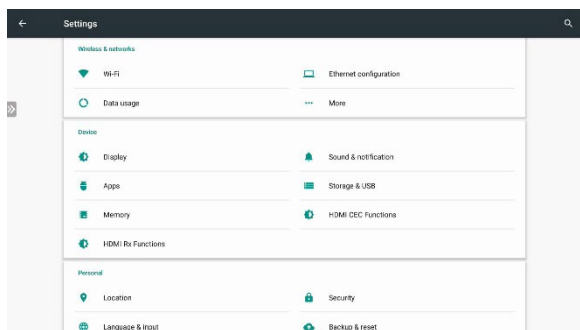 Settings
Wireless & networks
Wi-Fi
Ethernet configuration
Data usage
More
Device
Display
Sound & notification
Apps
Storage & USB
Memory
HDMI CEC Functions
HDMI Rx Functions
Personal
Location
Security
Language & input
Backup & reset